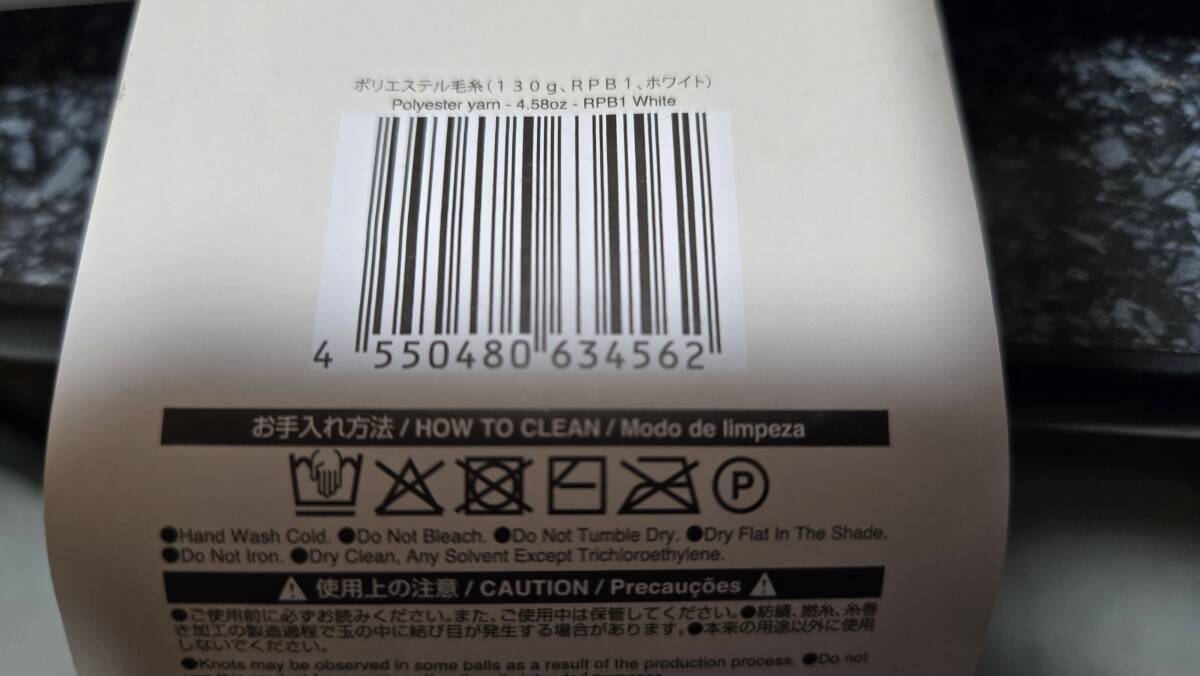 ポリエステル毛糸(１３０ｇ、ＲＰＢ１、ホワイト)
Polyester yarn - 4.58oz - RPB1 White
4 550480 634562
お手入れ方法 / HOW TO CLEAN / Modo de limpeza
P
●Hand Wash Cold. ●Do Not Bleach. ●Do Not Tumble Dry. ●Dry Flat In The Shade.
●Do Not Iron. ●Dry Clean, Any Solvent Except Trichloroethylene.
使用上の注意 / CAUTION / Precauções
●ご使用前に必ずお読みください。また、ご使用中は保管してください。●紡績、撚糸、糸巻
き加工の製造過程で玉の中に結び目が発生する場合があります。●本来の用途以外に使用
しないでください。
●Knots may be observed in some balls as a result of the production process. ●Do not